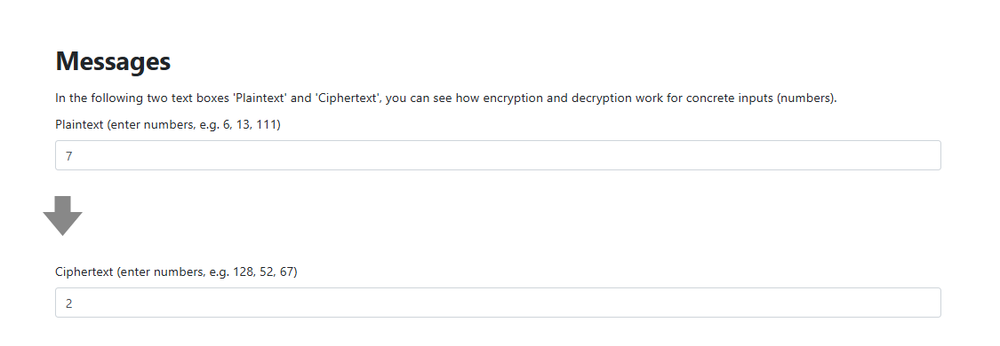 Messages
In the following two text boxes 'Plaintext' and 'Ciphertext', you can see how encryption and decryption work for concrete inputs (numbers).
Plaintext (enter numbers, e.g. 6, 13, 111)
7
Ciphertext (enter numbers, e.g. 128, 52, 67)
2